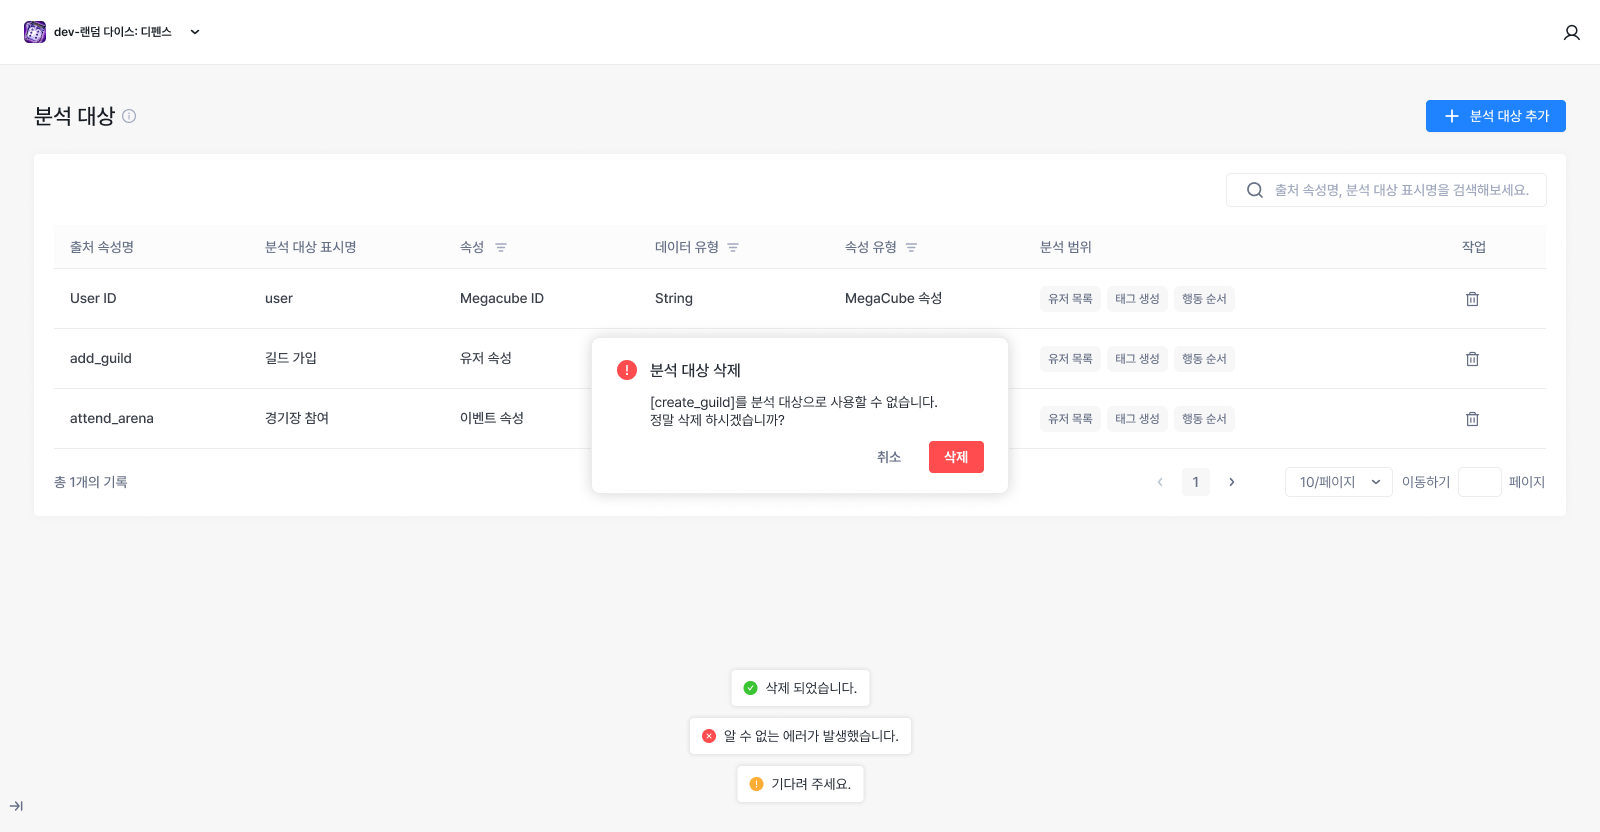 dev-랜덤 다이스: 디펜스
분석 대상
분석 대상 추가
출처 속성명, 분석 대상 표시명을 검색해보세요.
출처 속성명 분석 대상 표시명 속성 데이터 유형 속성 유형 분석 범위 작업
User ID user Megacube ID String MegaCube 속성 유저 목록 태그 생성 행동 순서
add_guild 길드 가입 유저 속성 유저 목록 태그 생성 행동 순서
attend_arena 경기장 참여 이벤트 속성 유저 목록 태그 생성 행동 순서
분석 대상 삭제
[create_guild]를 분석 대상으로 사용할 수 없습니다.
정말 삭제 하시겠습니까?
취소 삭제
총 1개의 기록 1 10/페이지 이동하기 페이지
삭제 되었습니다.
알 수 없는 에러가 발생했습니다.
기다려 주세요.